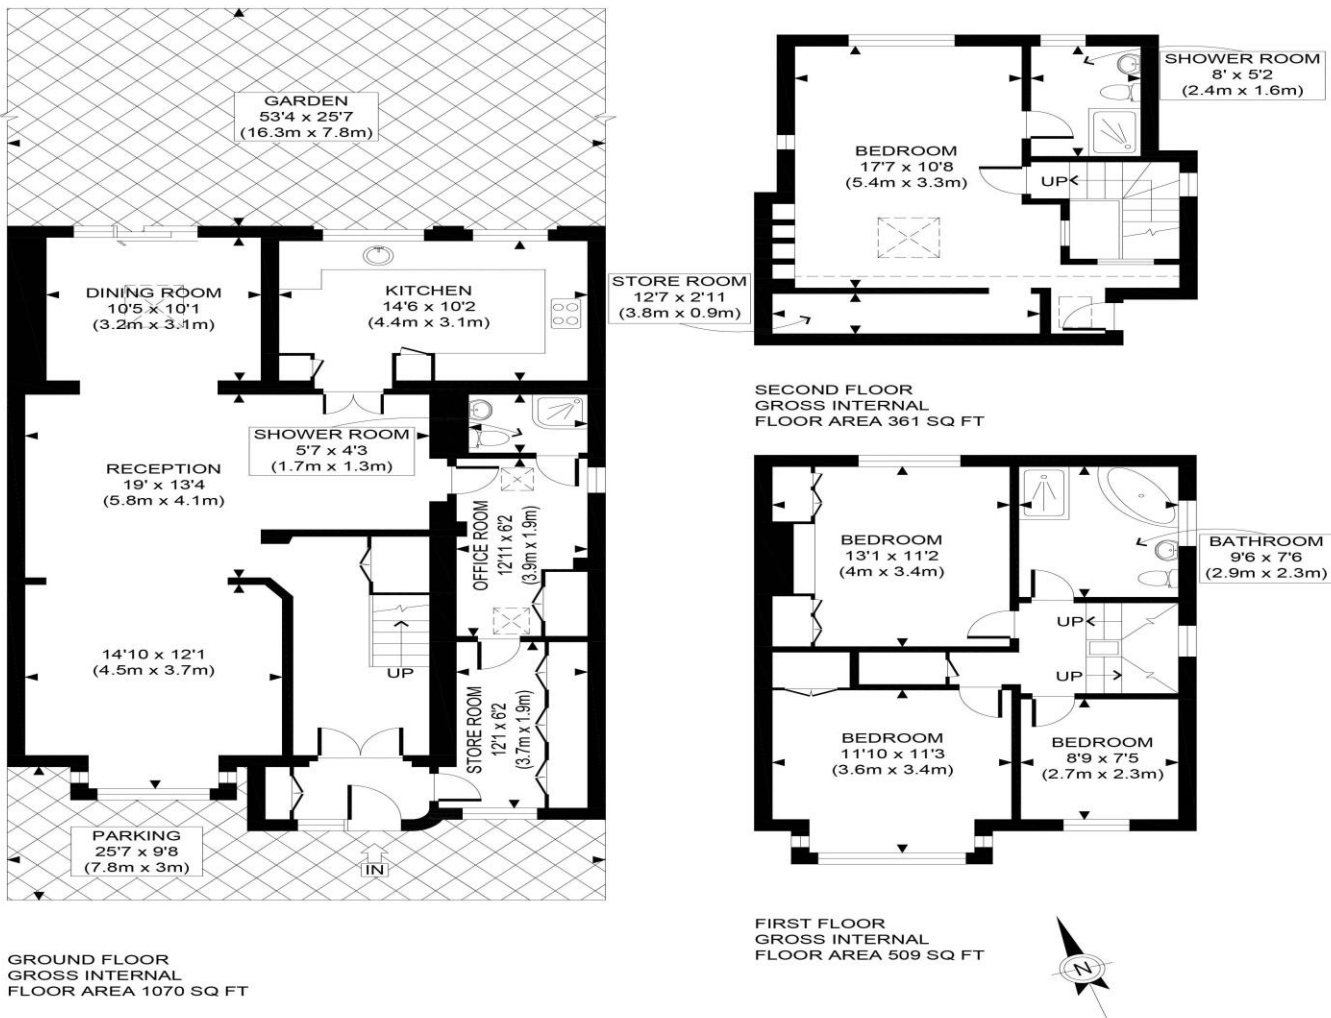 GARDEN
53'4 x 25'7
(16.3m x 7.8m)
DINING ROOM
10'5 x 10'1
(3.2m x 3.1m)
KITCHEN
14'6 x 10'2
(4.4m x 3.1m)
SHOWER ROOM
5'7 x 4'3
(1.7m x 1.3m)
RECEPTION
19' x 13'4
(5.8m x 4.1m)
OFFICE ROOM
12'11 x 6'2
(3.9m x 1.9m)
14'10 x 12'1
(4.5m x 3.7m)
UP
STORE ROOM
12'1 x 6'2
(3.7m x 1.9m)
PARKING
25'7 x 9'8
(7.8m x 3m)
IN
GROUND FLOOR
GROSS INTERNAL
FLOOR AREA 1070 SQ FT
SHOWER ROOM
8' x 5'2
(2.4m x 1.6m)
BEDROOM
17'7 x 10'8
(5.4m x 3.3m)
UP
STORE ROOM
12'7 x 2'11
(3.8m x 0.9m)
SECOND FLOOR
GROSS INTERNAL
FLOOR AREA 361 SQ FT
BEDROOM
13'1 x 11'2
(4m x 3.4m)
BATHROOM
9'6 x 7'6
(2.9m x 2.3m)
UP
UP
BEDROOM
11'10 x 11'3
(3.6m x 3.4m)
BEDROOM
8'9 x 7'5
(2.7m x 2.3m)
FIRST FLOOR
GROSS INTERNAL
FLOOR AREA 509 SQ FT
N